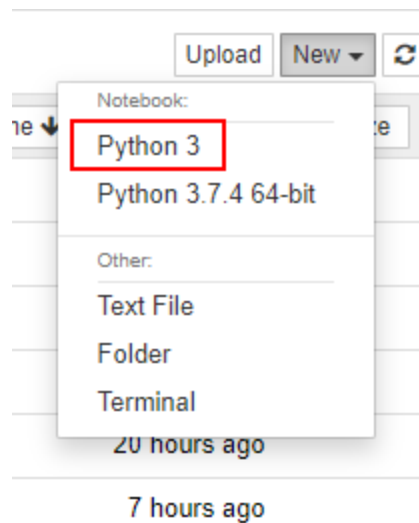 Upload New
Notebook:
Python 3
Python 3.7.4 64-bit
Other:
Text File
Folder
Terminal
20 hours ago
7 hours ago